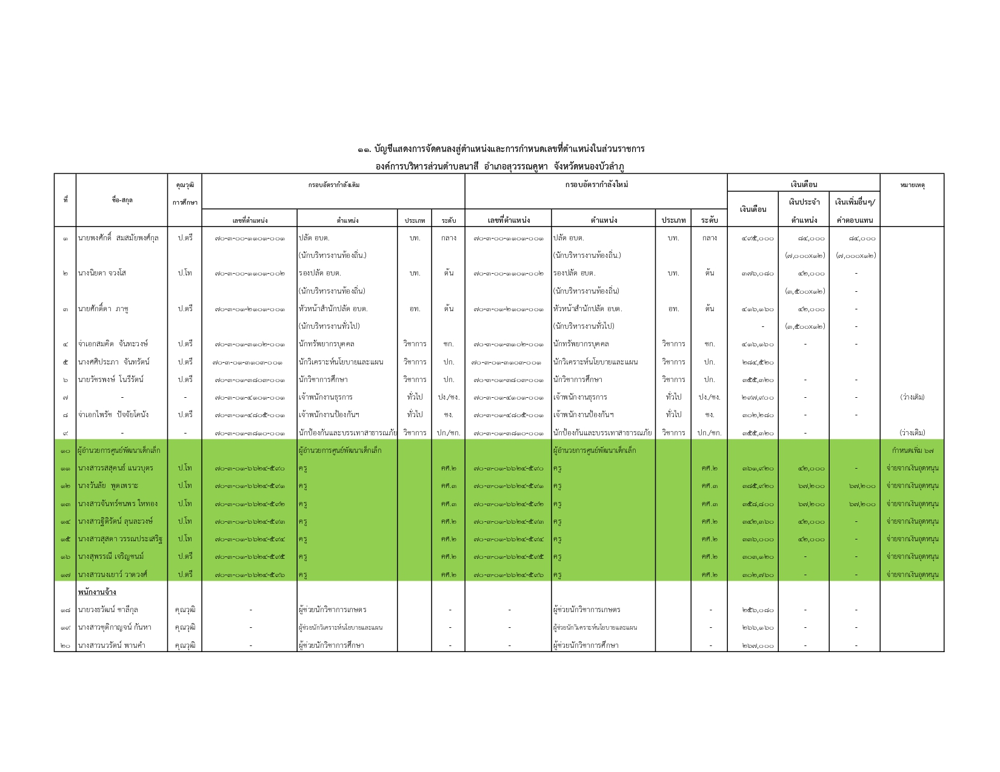 ๑๑. บัญชีแสดงการจัดคนลงสู่ตำแหน่งและการกำหนดเลขที่ตำแหน่งในส่วนราชการ
องค์การบริหารส่วนตำบลนาสี อำเภอสุวรรณคูหา จังหวัดหนองบัวลำภู
ที่ ชื่อ-สกุล คุณวุฒิ กรอบอัตรากำลังเดิม กรอบอัตรากำลังใหม่ เงินเดือน หมายเหตุ
การศึกษา เงินเดือน เงินประจำ เงินเพิ่มอื่นๆ/
เลขที่ตำแหน่ง ตำแหน่ง ประเภท ระดับ เลขที่ตำแหน่ง ตำแหน่ง ประเภท ระดับ ตำแหน่ง ค่าตอบแทน
๑ นายพงศักดิ์ สมสมัยพงศ์กุล ป.ตรี ๗๐-๓-๐๐-๑๑๐๑-๐๐๑ ปลัด อบต. บท. กลาง ๗๐-๓-๐๐-๑๑๐๑-๐๐๑ ปลัด อบต. บท. กลาง ๔๙๕,๐๐๐ ๘๔,๐๐๐ ๘๔,๐๐๐
(นักบริหารงานท้องถิ่น.) (นักบริหารงานท้องถิ่น.) (๗,๐๐๐x๑๒) (๗,๐๐๐x๑๒)
๒ นางนิยดา จวงโส ป.โท ๗๐-๓-๐๐-๑๑๐๑-๐๐๒ รองปลัด อบต. บท. ต้น ๗๐-๓-๐๐-๑๑๐๑-๐๐๒ รองปลัด อบต. บท. ต้น ๓๗๖,๐๘๐ ๔๒,๐๐๐ -
(นักบริหารงานท้องถิ่น) (นักบริหารงานท้องถิ่น) (๓,๕๐๐x๑๒) -
๓ นายศักดิ์ดา ภาชู ป.ตรี ๗๐-๓-๐๑-๒๑๐๑-๐๐๑ หัวหน้าสำนักปลัด อบต. อท. ต้น ๗๐-๓-๐๑-๒๑๐๑-๐๐๑ หัวหน้าสำนักปลัด อบต. อท. ต้น ๔๑๖,๑๖๐ ๔๒,๐๐๐ -
(นักบริหารงานทั่วไป) (นักบริหารงานทั่วไป) - (๓,๕๐๐x๑๒) -
๔ จ่าเอกสมคิด จันทะวงษ์ ป.ตรี ๗๐-๓-๐๑-๓๑๐๒-๐๐๑ นักทรัพยากรบุคคล วิชาการ ชก. ๗๐-๓-๐๑-๓๑๐๒-๐๐๑ นักทรัพยากรบุคคล วิชาการ ชก. ๔๑๖,๑๖๐ - -
๕ นางศศิประภา จันทรัตน์ ป.ตรี ๗๐-๓-๐๑-๓๑๐๓-๐๐๑ นักวิเคราะห์นโยบายและแผน วิชาการ ปก. ๗๐-๓-๐๑-๓๑๐๓-๐๐๑ นักวิเคราะห์นโยบายและแผน วิชาการ ปก. ๒๘๔,๕๒๐
๖ นายวัชรพงษ์ โนรีรัตน์ ป.ตรี ๗๐-๓-๐๑-๓๘๐๓-๐๐๑ นักวิชาการศึกษา วิชาการ ปก. ๗๐-๓-๐๑-๓๘๐๓-๐๐๑ นักวิชาการศึกษา วิชาการ ปก. ๓๕๕,๓๒๐ - -
๗ - - ๗๐-๓-๐๑-๔๑๐๑-๐๐๑ เจ้าพนักงานธุรการ ทั่วไป ปง./ชง. ๗๐-๓-๐๑-๔๑๐๑-๐๐๑ เจ้าพนักงานธุรการ ทั่วไป ปง./ชง. ๒๙๗,๙๐๐ - - (ว่างเดิม)
๘ จ่าเอกไพรัช ปัจจัยโคนัง ป.ตรี ๗๐-๓-๐๑-๔๘๐๕-๐๐๑ เจ้าพนักงานป้องกันฯ ทั่วไป ชง. ๗๐-๓-๐๑-๔๘๐๕-๐๐๑ เจ้าพนักงานป้องกันฯ ทั่วไป ชง. ๓๐๒,๒๘๐ - -
๙ - - ๗๐-๓-๐๑-๓๘๑๐-๐๐๑ นักป้องกันและบรรเทาสาธารณภัย วิชาการ ปก./ชก. ๗๐-๓-๐๑-๓๘๑๐-๐๐๑ นักป้องกันและบรรเทาสาธารณภัย วิชาการ ปก./ชก. ๓๕๕,๓๒๐ - (ว่างเดิม)
๑๐ ผู้อำนวยการศูนย์พัฒนาเด็กเล็ก ผู้อำนวยการศูนย์พัฒนาเด็กเล็ก ผู้อำนวยการศูนย์พัฒนาเด็กเล็ก กำหนดเพิ่ม ๖๗
๑๑ นางสาวรสสุคนธ์ แนวบุตร ป.โท ๗๐-๓-๐๑-๖๖๒๔-๕๙๐ ครู คศ.๒ ๗๐-๓-๐๑-๖๖๒๔-๕๙๐ ครู คศ.๒ ๓๖๑,๙๒๐ ๔๒,๐๐๐ - จ่ายจากเงินอุดหนุน
๑๒ นางวันลัย พูดเพราะ ป.โท ๗๐-๓-๐๑-๖๖๒๔-๕๙๑ ครู คศ.๓ ๗๐-๓-๐๑-๖๖๒๔-๕๙๑ ครู คศ.๓ ๓๘๕,๙๒๐ ๖๗,๒๐๐ ๖๗,๒๐๐ จ่ายจากเงินอุดหนุน
๑๓ นางสาวจันทร์ชนพร ใหทอง ป.โท ๗๐-๓-๐๑-๖๖๒๔-๕๙๒ ครู คศ.๓ ๗๐-๓-๐๑-๖๖๒๔-๕๙๒ ครู คศ.๓ ๓๕๘,๘๐๐ ๖๗,๒๐๐ ๖๗,๒๐๐ จ่ายจากเงินอุดหนุน
๑๔ นางสาวฐิติรัตน์ ลุนละวงษ์ ป.โท ๗๐-๓-๐๑-๖๖๒๔-๕๙๓ ครู คศ.๒ ๗๐-๓-๐๑-๖๖๒๔-๕๙๓ ครู คศ.๒ ๓๔๒,๓๖๐ ๔๒,๐๐๐ - จ่ายจากเงินอุดหนุน
๑๕ นางสาวสุสดา วรรณประเสริฐ ป.โท ๗๐-๓-๐๑-๖๖๒๔-๕๙๔ ครู คศ.๒ ๗๐-๓-๐๑-๖๖๒๔-๕๙๔ ครู คศ.๒ ๓๓๖,๐๐๐ ๔๒,๐๐๐ - จ่ายจากเงินอุดหนุน
๑๖ นางสุพรรณี เจริญชนม์ ป.ตรี ๗๐-๓-๐๑-๖๖๒๔-๕๙๕ ครู คศ.๒ ๗๐-๓-๐๑-๖๖๒๔-๕๙๕ ครู คศ.๒ ๓๐๓,๑๒๐ - - จ่ายจากเงินอุดหนุน
๑๗ นางสาวนงเยาว์ วาดวงศ์ ป.ตรี ๗๐-๓-๐๑-๖๖๒๔-๕๙๖ ครู คศ.๒ ๗๐-๓-๐๑-๖๖๒๔-๕๙๖ ครู คศ.๒ ๓๐๒,๗๖๐ - - จ่ายจากเงินอุดหนุน
พนักงานจ้าง
๑๘ นายวงธวัฒน์ ชาลีกุล คุณวุฒิ - ผู้ช่วยนักวิชาการเกษตร - - ผู้ช่วยนักวิชาการเกษตร - ๒๕๖,๐๘๐ - -
๑๙ นางสาวชุติกาญจน์ กันหา คุณวุฒิ - ผู้ช่วยนักวิเคราะห์นโยบายและแผน - - ผู้ช่วยนักวิเคราะห์นโยบายและแผน - ๒๖๖,๑๖๐ - -
๒๐ นางสาวนวรัตน์ พานคำ คุณวุฒิ - ผู้ช่วยนักวิชาการศึกษา - - ผู้ช่วยนักวิชาการศึกษา - ๒๖๗,๐๐๐ - -